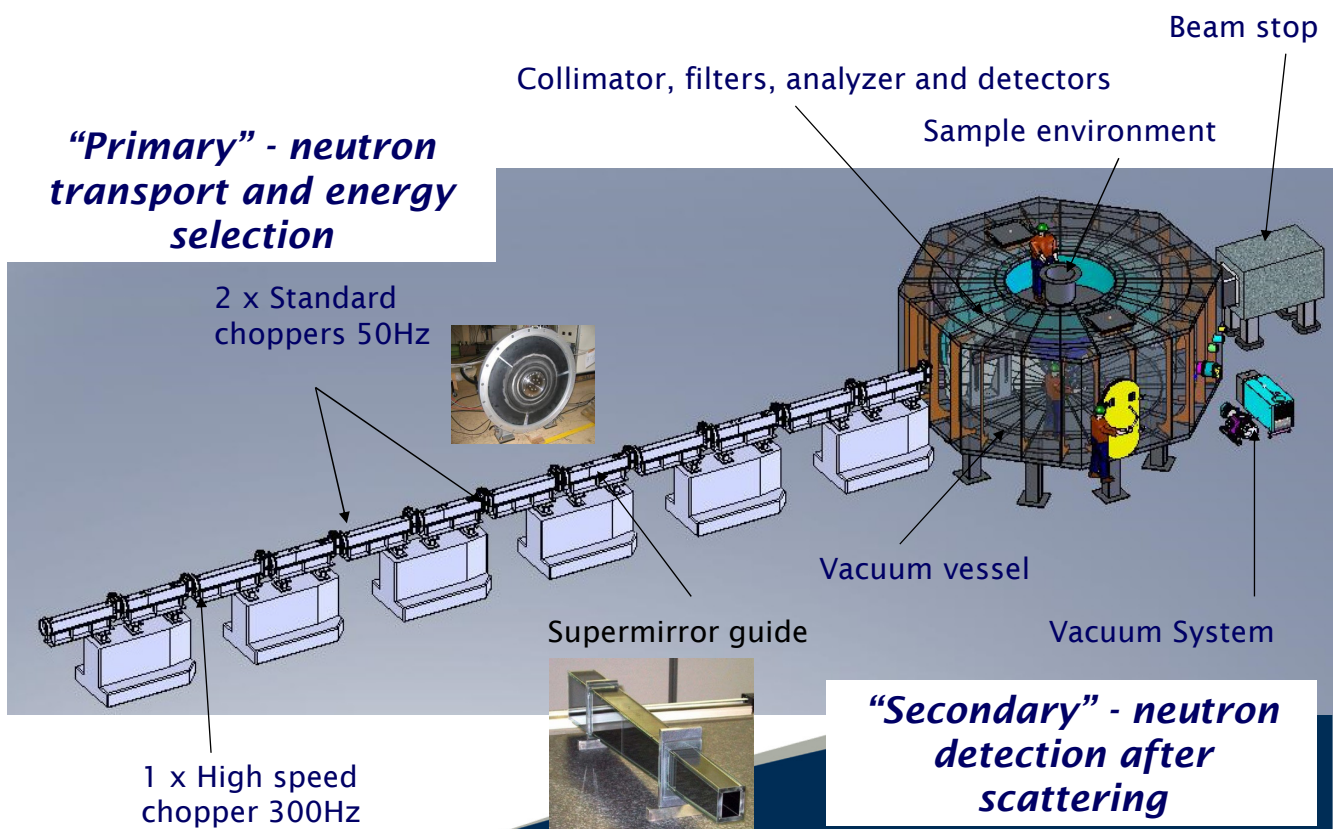 Beam stop
Collimator, filters, analyzer and detectors
Sample environment
“Primary” - neutron
transport and energy
selection
2 x Standard
choppers 50Hz
Vacuum vessel
Supermirror guide
Vacuum System
“Secondary” - neutron
detection after
scattering
1 x High speed
chopper 300Hz